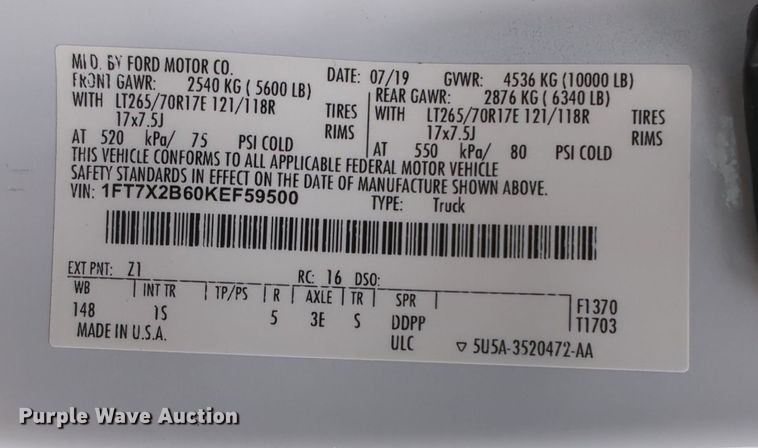 MFD. BY FORD MOTOR CO.
DATE: 07/19 GVWR: 4536 KG (10000 LB)
FRONT GAWR: 2540 KG ( 5600 LB)
REAR GAWR: 2876 KG ( 6340 LB)
WITH LT265/70R17E 121/118R TIRES
WITH LT265/70R17E 121/118R TIRES
17x7.5J RIMS
17x7.5J RIMS
AT 520 kPa/ 75 PSI COLD
AT 550 kPa/ 80 PSI COLD
THIS VEHICLE CONFORMS TO ALL APPLICABLE FEDERAL MOTOR VEHICLE
SAFETY STANDARDS IN EFFECT ON THE DATE OF MANUFACTURE SHOWN ABOVE.
VIN: 1FT7X2B60KEF59500
TYPE: Truck
EXT PNT: Z1 RC: 16 DSO:
WB INT TR TP/PS R AXLE TR SPR F1370
148 1S 5 3E S DDPP T1703
MADE IN U.S.A. ULC ▽ 5U5A-3520472-AA
Purple Wave Auction